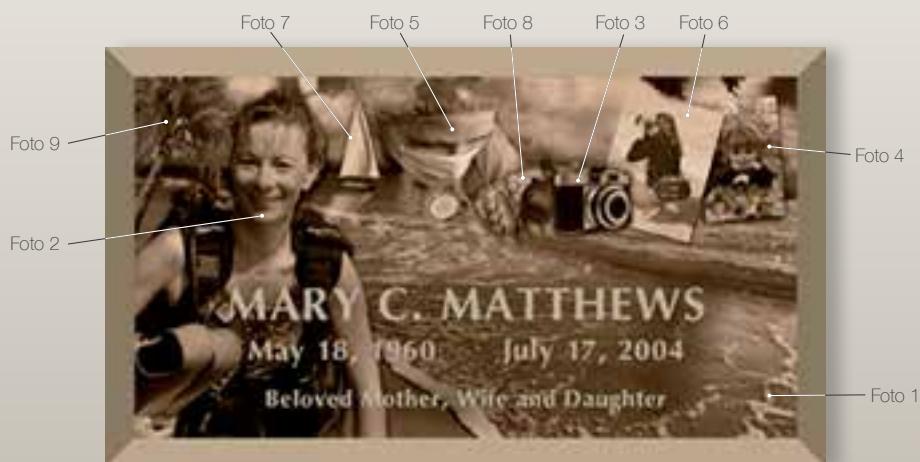 Foto 7 Foto 5 Foto 8 Foto 3 Foto 6
Foto 9
Foto 4
Foto 2
MARY C. MATTHEWS
May 18, 1960 July 17, 2004
Foto 1
Beloved Mother, Wife and Daughter